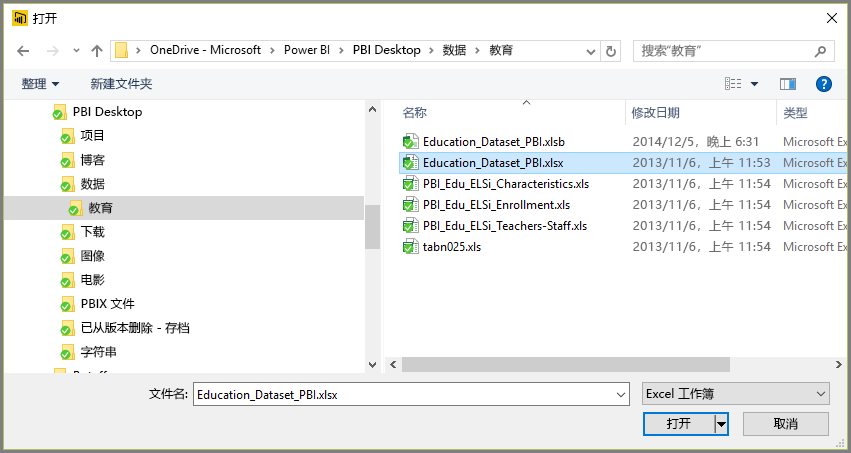 打开
OneDrive - Microsoft > Power BI > PBI Desktop > 数据 > 教育
搜索"教育"
整理 新建文件夹
PBI Desktop
项目
博客
数据
教育
下载
图像
电影
PBIX 文件
已从版本删除 - 存档
字符串
名称 修改日期 类型
Education_Dataset_PBI.xlsb 2014/12/5，晚上 6:31 Microsoft Ex
Education_Dataset_PBI.xlsx 2013/11/6，上午 11:53 Microsoft Ex
PBI_Edu_ELSi_Characteristics.xls 2013/11/6，上午 11:54 Microsoft Ex
PBI_Edu_ELSi_Enrollment.xls 2013/11/6，上午 11:54 Microsoft Ex
PBI_Edu_ELSi_Teachers-Staff.xls 2013/11/6，上午 11:54 Microsoft Ex
tabn025.xls 2013/11/6，上午 11:54 Microsoft Ex
文件名: Education_Dataset_PBI.xlsx Excel 工作簿
打开 取消